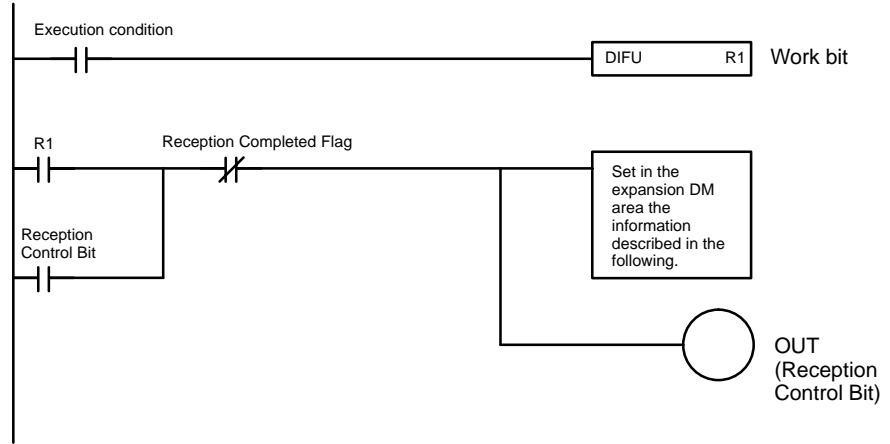 Execution condition
DIFU R1 Work bit
R1
Reception Completed Flag
Set in the
expansion DM
area the
information
described in the
following.
Reception
Control Bit
OUT
(Reception
Control Bit)